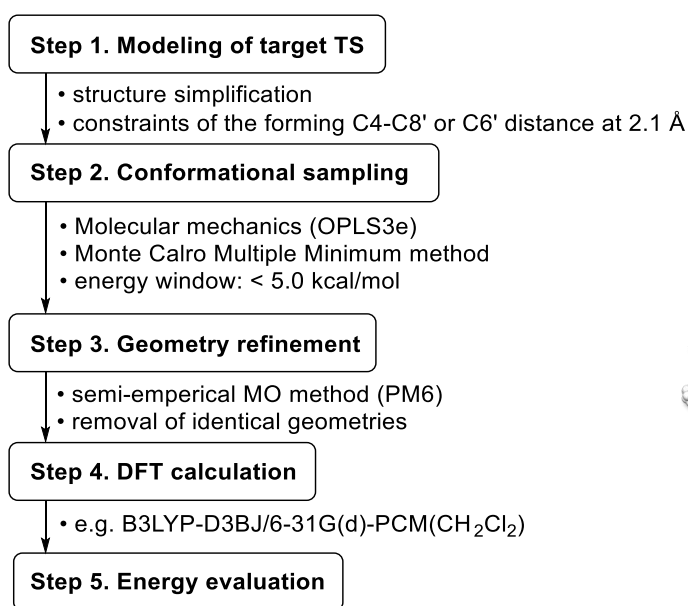 Step 1. Modeling of target TS
• structure simplification
• constraints of the forming C4-C8' or C6' distance at 2.1 Å
Step 2. Conformational sampling
• Molecular mechanics (OPLS3e)
• Monte Calro Multiple Minimum method
• energy window: < 5.0 kcal/mol
Step 3. Geometry refinement
• semi-emperical MO method (PM6)
• removal of identical geometries
Step 4. DFT calculation
• e.g. B3LYP-D3BJ/6-31G(d)-PCM(CH₂Cl₂)
Step 5. Energy evaluation